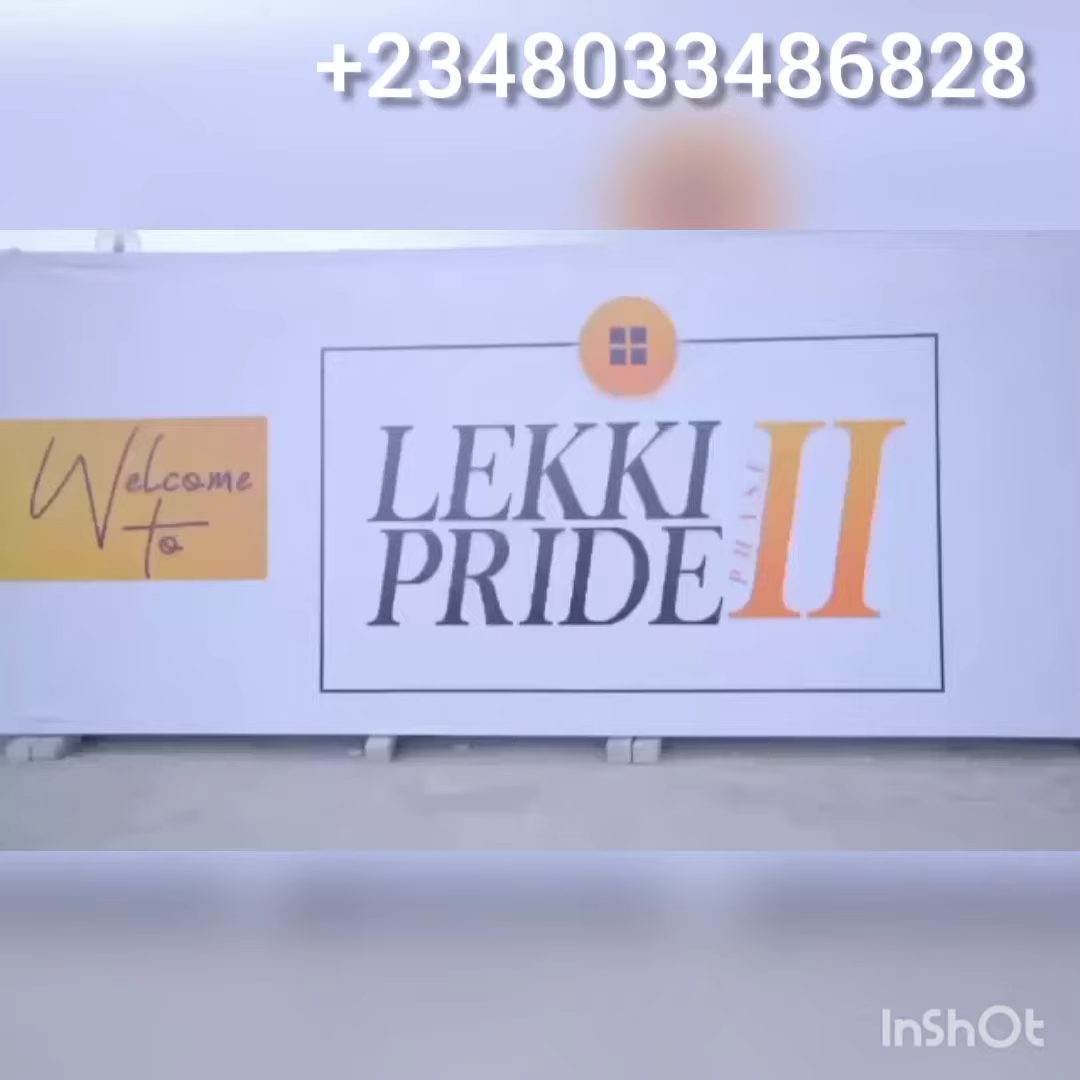 +2348033486828
Welcome
To
LEKKI
PRIDE
PHASE
II
InShOt